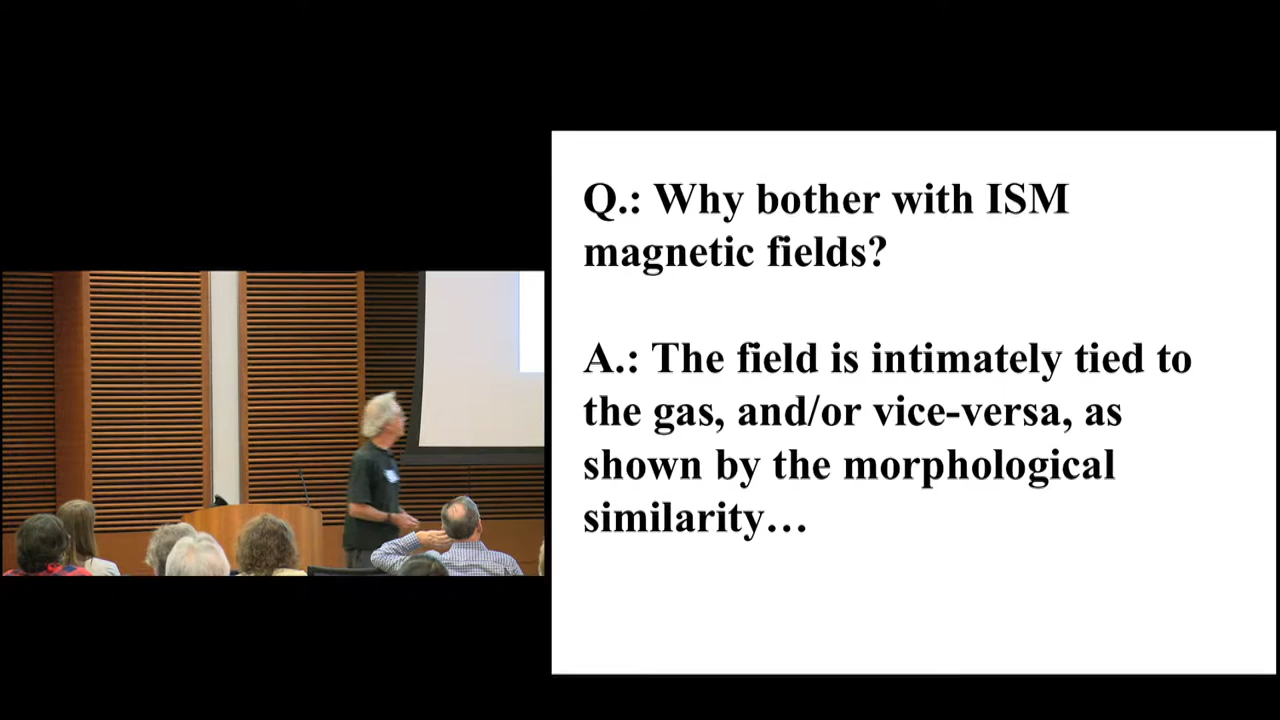 Q.: Why bother with ISM
magnetic fields?
A.: The field is intimately tied to
the gas, and/or vice-versa, as
shown by the morphological
similarity…